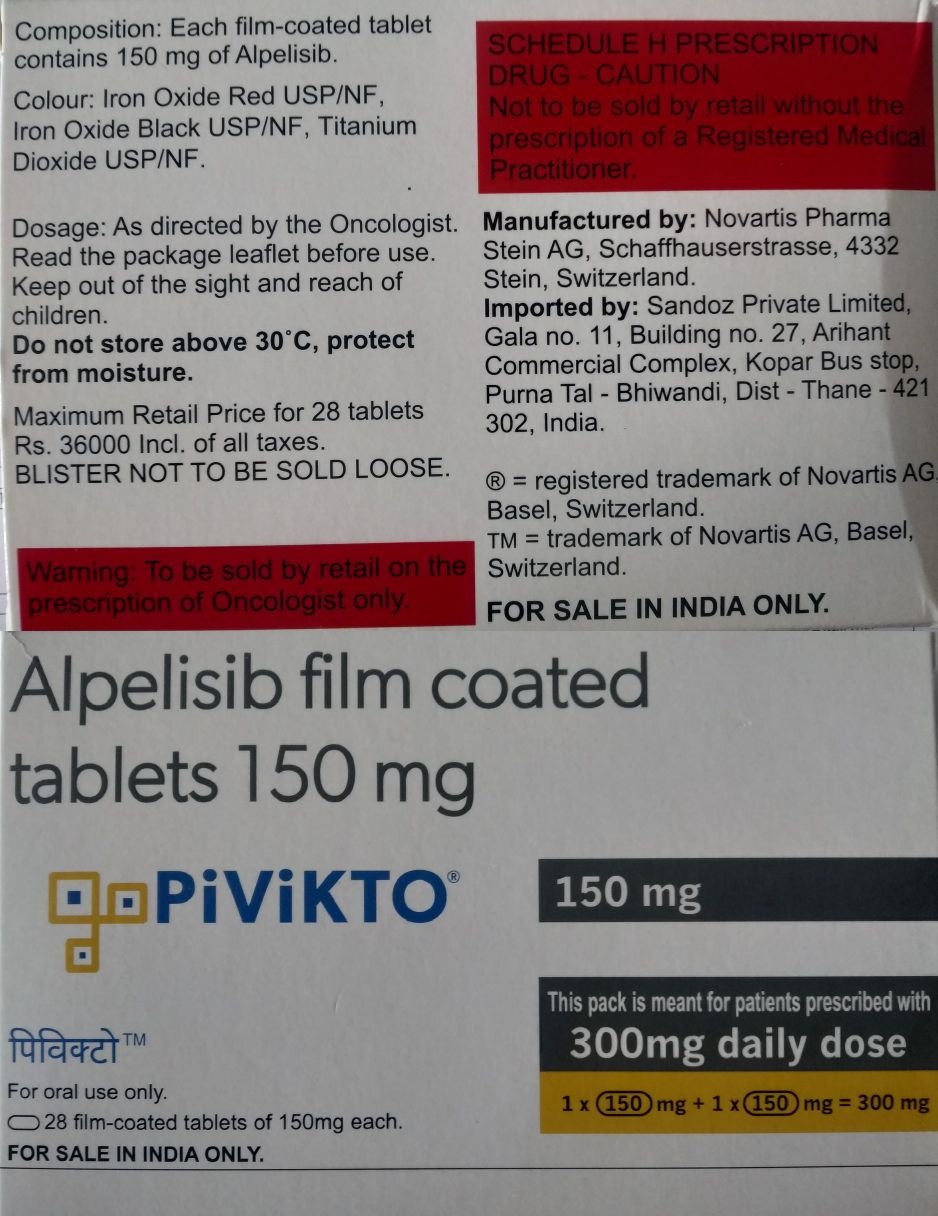 Composition: Each film-coated tablet
contains 150 mg of Alpelisib.
Colour: Iron Oxide Red USP/NF,
Iron Oxide Black USP/NF, Titanium
Dioxide USP/NF.
Dosage: As directed by the Oncologist.
Read the package leaflet before use.
Keep out of the sight and reach of
children.
Do not store above 30˚C, protect
from moisture.
Maximum Retail Price for 28 tablets
Rs. 36000 Incl. of all taxes.
BLISTER NOT TO BE SOLD LOOSE.
Warning: To be sold by retail on the
prescription of Oncologist only.
SCHEDULE H PRESCRIPTION
DRUG - CAUTION
Not to be sold by retail without the
prescription of a Registered Medical
Practitioner.
Manufactured by: Novartis Pharma
Stein AG, Schaffhauserstrasse, 4332
Stein, Switzerland.
Imported by: Sandoz Private Limited,
Gala no. 11, Building no. 27, Arihant
Commercial Complex, Kopar Bus stop,
Purna Tal - Bhiwandi, Dist - Thane - 421
302, India.
® = registered trademark of Novartis AG,
Basel, Switzerland.
TM = trademark of Novartis AG, Basel,
Switzerland.
FOR SALE IN INDIA ONLY.
Alpelisib film coated
tablets 150 mg
PiViKTO®
150 mg
This pack is meant for patients prescribed with
300mg daily dose
1 x 150 mg + 1 x 150 mg = 300 mg
पिविक्टो™
For oral use only.
28 film-coated tablets of 150mg each.
FOR SALE IN INDIA ONLY.